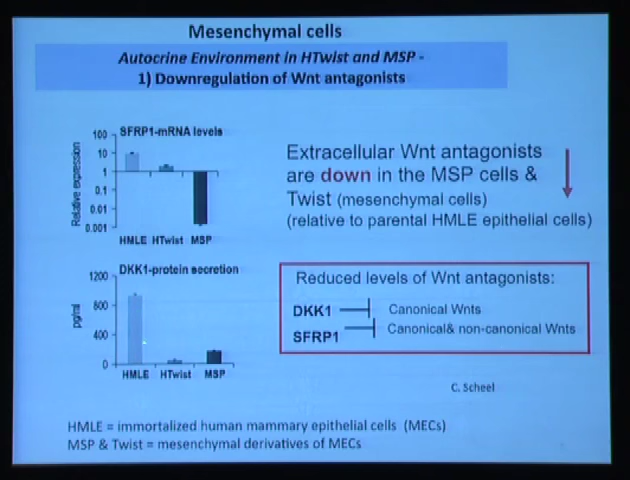 Mesenchymal cells
Autocrine Environment in HTwist and MSP -
1) Downregulation of Wnt antagonists
SFRP1-mRNA levels
Relative expression
100
10
1
0.1
0.01
0.001
HMLE HTwist MSP
Extracellular Wnt antagonists
are down in the MSP cells &
Twist (mesenchymal cells)
(relative to parental HMLE epithelial cells)
DKK1-protein secretion
pg/ml
1200
800
400
0
HMLE HTwist MSP
Reduced levels of Wnt antagonists:
DKK1 Canonical Wnts
SFRP1 Canonical& non-canonical Wnts
C. Scheel
HMLE = immortalized human mammary epithelial cells (MECs)
MSP & Twist = mesenchymal derivatives of MECs